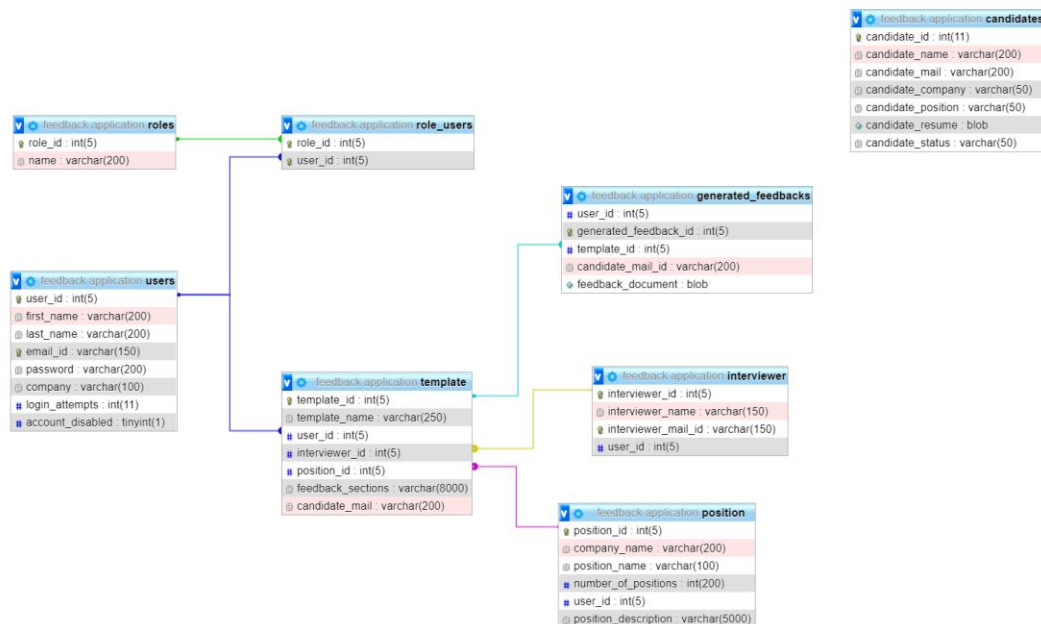 feedback application candidates
candidate_id : int(11)
candidate_name : varchar(200)
candidate_mail : varchar(200)
candidate_company : varchar(50)
candidate_position : varchar(50)
candidate_resume : blob
candidate_status : varchar(50)
v feedback application roles
role_id : int(5)
name : varchar(200)
v feedback application role_users
role_id : int(5)
user_id : int(5)
v feedback application generated_feedbacks
user_id : int(5)
generated_feedback_id : int(5)
template_id : int(5)
candidate_mail_id : varchar(200)
feedback_document : blob
v feedback application users
user_id : int(5)
first_name : varchar(200)
last_name : varchar(200)
email_id : varchar(150)
password : varchar(200)
company : varchar(100)
login_attempts : int(11)
account_disabled : tinyint(1)
v feedback application template
template_id : int(5)
template_name : varchar(250)
user_id : int(5)
interviewer_id : int(5)
position_id : int(5)
feedback_sections : varchar(8000)
candidate_mail : varchar(200)
v feedback application interviewer
interviewer_id : int(5)
interviewer_name : varchar(150)
interviewer_mail_id : varchar(150)
user_id : int(5)
v feedback application position
position_id : int(5)
company_name : varchar(200)
position_name : varchar(100)
number_of_positions : int(200)
user_id : int(5)
position_description : varchar(5000)